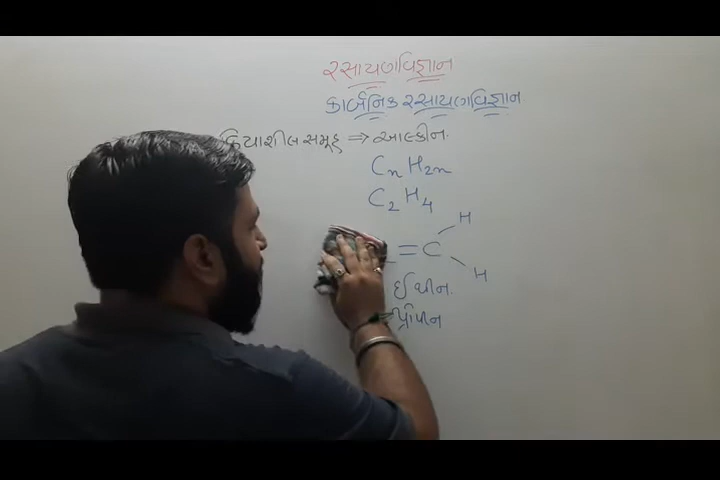 રસાયણવિજ્ઞાન
કાર્બનિક રસાયણવિજ્ઞાન
ક્રિયાશીલ સમૂહ ⇒ આલ્કીન.
CₙH₂ₙ
C₂H₄
H
= C
H
ઈથીન.
પ્રોપીન